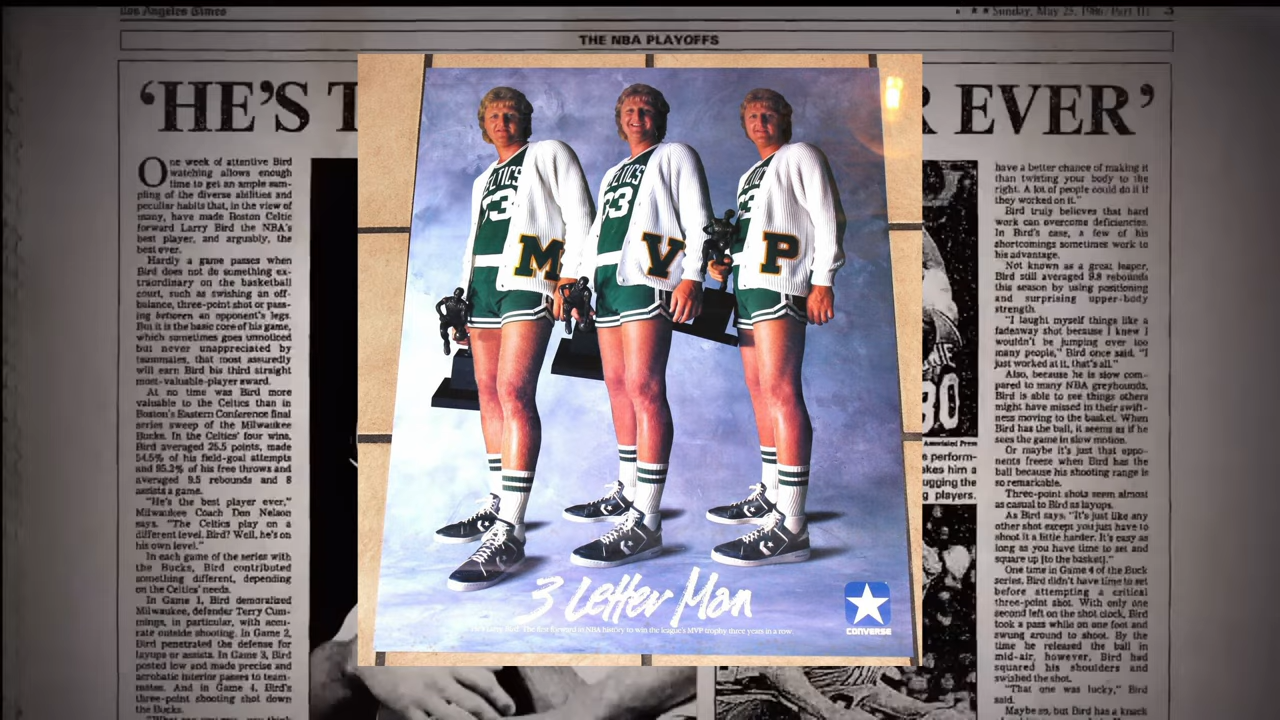 Los Angeles Times
Sunday, May 25, 1986/Part III
THE NBA PLAYOFFS
'HE'S T
R EVER'
One week of attentive Bird
watching allows enough
time to get an ample sam-
pling of the diverse abilities and
peculiar habits that, in the view of
many, have made Boston Celtic
forward Larry Bird the NBA's
best player, and arguably, the
best ever.
Hardly a game passes when
Bird does not do something ex-
traordinary on the basketball
court, such as swishing an off-
balance, three-point shot or pass-
ing between an opponent's legs.
But it is the basic core of his game,
which sometimes goes unnoticed
but never unappreciated by
teammates, that most assuredly
will earn Bird his third straight
most-valuable-player award.
At no time was Bird more
valuable to the Celtics than in
Boston's Eastern Conference final
series sweep of the Milwaukee
Bucks. In the Celtics' four wins,
Bird averaged 25.5 points, made
54.5% of his field-goal attempts
and 95.2% of his free throws and
averaged 9.5 rebounds and 8
assists a game.
"He's the best player ever,"
Milwaukee Coach Don Nelson
says. "The Celtics play on a
different level. Bird? Well, he's on
his own level."
In each game of the series with
the Bucks, Bird contributed
something different, depending
on the Celtics' needs.
In Game 1, Bird demoralized
Milwaukee, defender Terry Cum-
mings, in particular, with accu-
rate outside shooting. In Game 2,
Bird penetrated the defense for
layups or assists. In Game 3, Bird
posted low and made precise and
acrobatic interior passes to team-
mates. And in Game 4, Bird's
three-point shooting shot down
the Bucks.
CELTICS
33
M
CELTICS
33
V
33
P
3 Letter Man
Larry Bird. The first forward in NBA history to win the league's MVP trophy three years in a row.
CONVERSE
30
Associated Press
s perform-
akes him a
ugging the
g players.
have a better chance of making it
than twisting your body to the
right. A lot of people could do it if
they worked on it."
Bird truly believes that hard
work can overcome deficiencies.
In Bird's case, a few of his
shortcomings sometimes work to
his advantage.
Not known as a great leaper,
Bird still averaged 9.8 rebounds
this season by using positioning
and surprising upper-body
strength.
"I taught myself things like a
fadeaway shot because I knew I
wouldn't be jumping over too
many people," Bird once said. "I
just worked at it, that's all."
Also, because he is slow com-
pared to many NBA greyhounds,
Bird is able to see things others
might have missed in their swift-
ness moving to the basket. When
Bird has the ball, it seems as if he
sees the game in slow motion.
Or maybe it's just that oppo-
nents freeze when Bird has the
ball because his shooting range is
so remarkable.
Three-point shots seem almost
as casual to Bird as layups.
As Bird says, "It's just like any
other shot except you just have to
shoot it a little harder. It's easy as
long as you have time to set and
square up [to the basket]."
One time in Game 4 of the Buck
series, Bird didn't have time to set
before attempting a critical
three-point shot. With only one
second left on the shot clock, Bird
took a pass while on one foot and
swung around to shoot. By the
time he released the ball in
mid-air, however, Bird had
squared his shoulders and
swished the shot.
"That one was lucky," Bird
said.
Maybe so, but Bird has a knack